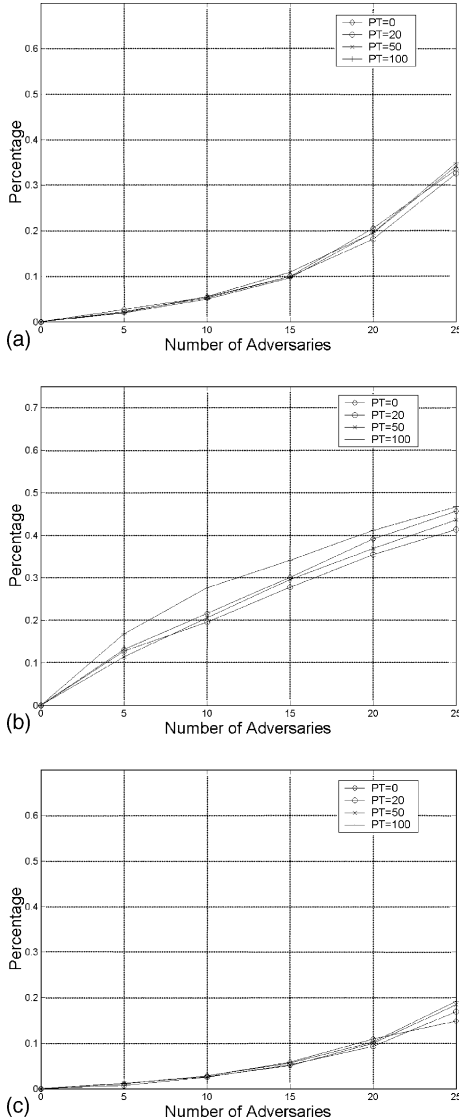 PT=0
PT=20
PT=50
PT=100
0.6
0.5
0.4
0.3
0.2
0.1
0
Percentage
0 5 10 15 20 25
Number of Adversaries
(a)
PT=0
PT=20
PT=50
PT=100
0.7
0.6
0.5
0.4
0.3
0.2
0.1
0
Percentage
0 5 10 15 20 25
Number of Adversaries
(b)
PT=0
PT=20
PT=50
PT=100
0.6
0.5
0.4
0.3
0.2
0.1
0
Percentage
0 5 10 15 20 25
Number of Adversaries
(c)